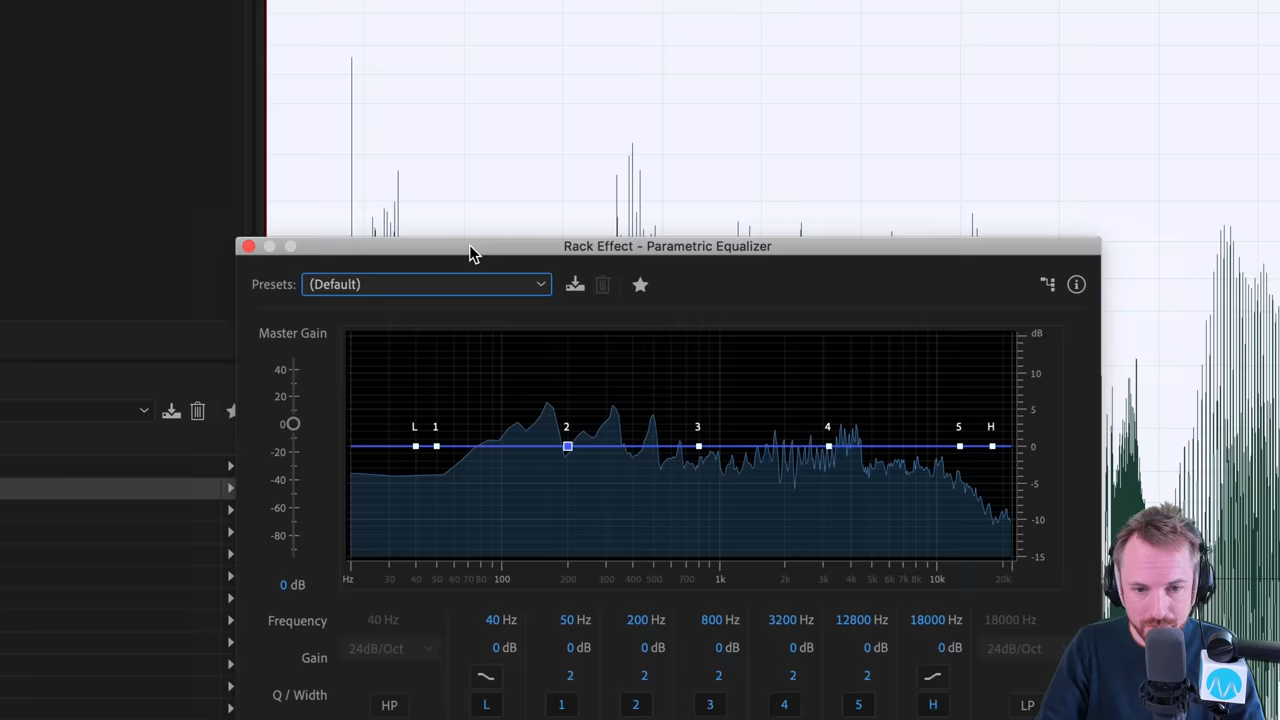 Rack Effect - Parametric Equalizer
Presets: (Default)
Master Gain
dB
40
20
0
-20
-40
-60
-80
0 dB
L 1 2 3 4 5 H
10
5
0
-5
-10
-15
Hz 30 40 50 60 70 80 100 200 300 400 500 700 1k 2k 3k 4k 5k 6k 7k 8k 10k 20k
Frequency 40 Hz 40 Hz 50 Hz 200 Hz 800 Hz 3200 Hz 12800 Hz 18000 Hz 18000 Hz
Gain 24dB/Oct 0 dB 0 dB 0 dB 0 dB 0 dB 0 dB 0 dB 24dB/Oct
Q / Width 2 2 2 2 2
HP L 1 2 3 4 5 H LP